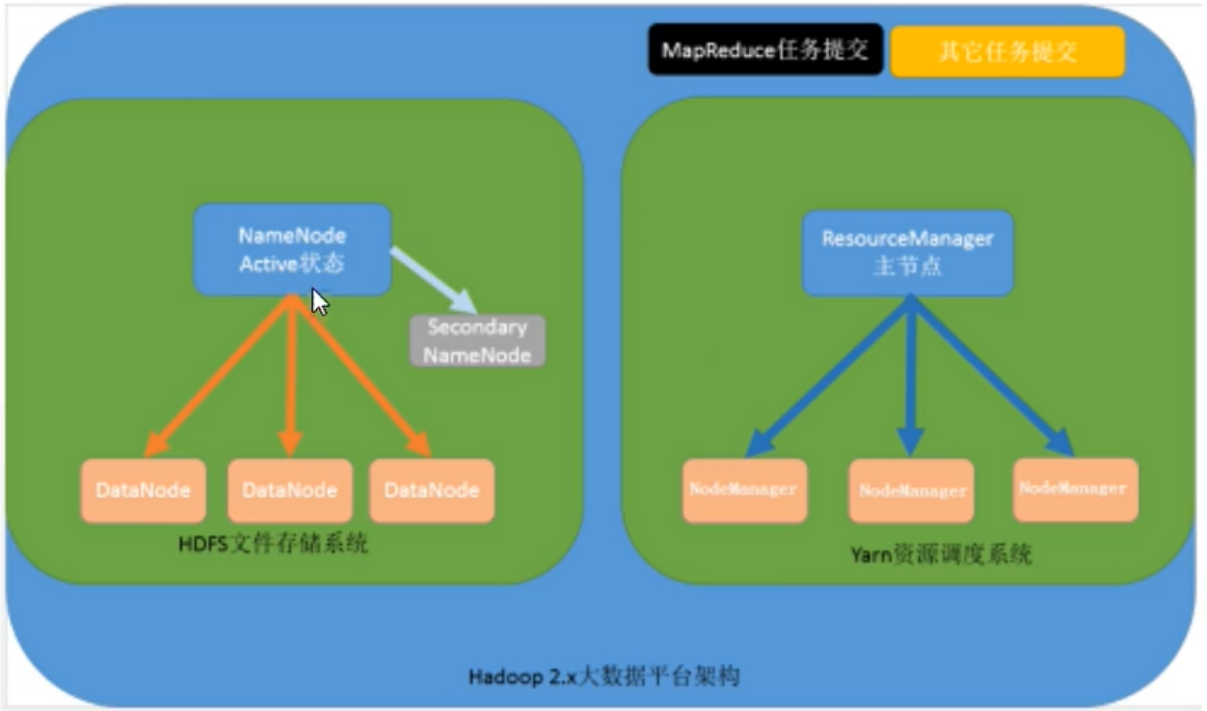 MapReduce任务提交
其它任务提交
NameNode
Active状态
Secondary
NameNode
DataNode
DataNode
DataNode
HDFS文件存储系统
ResourceManager
主节点
NodeManager
NodeManager
NodeManager
Yarn资源调度系统
Hadoop 2.x大数据平台架构